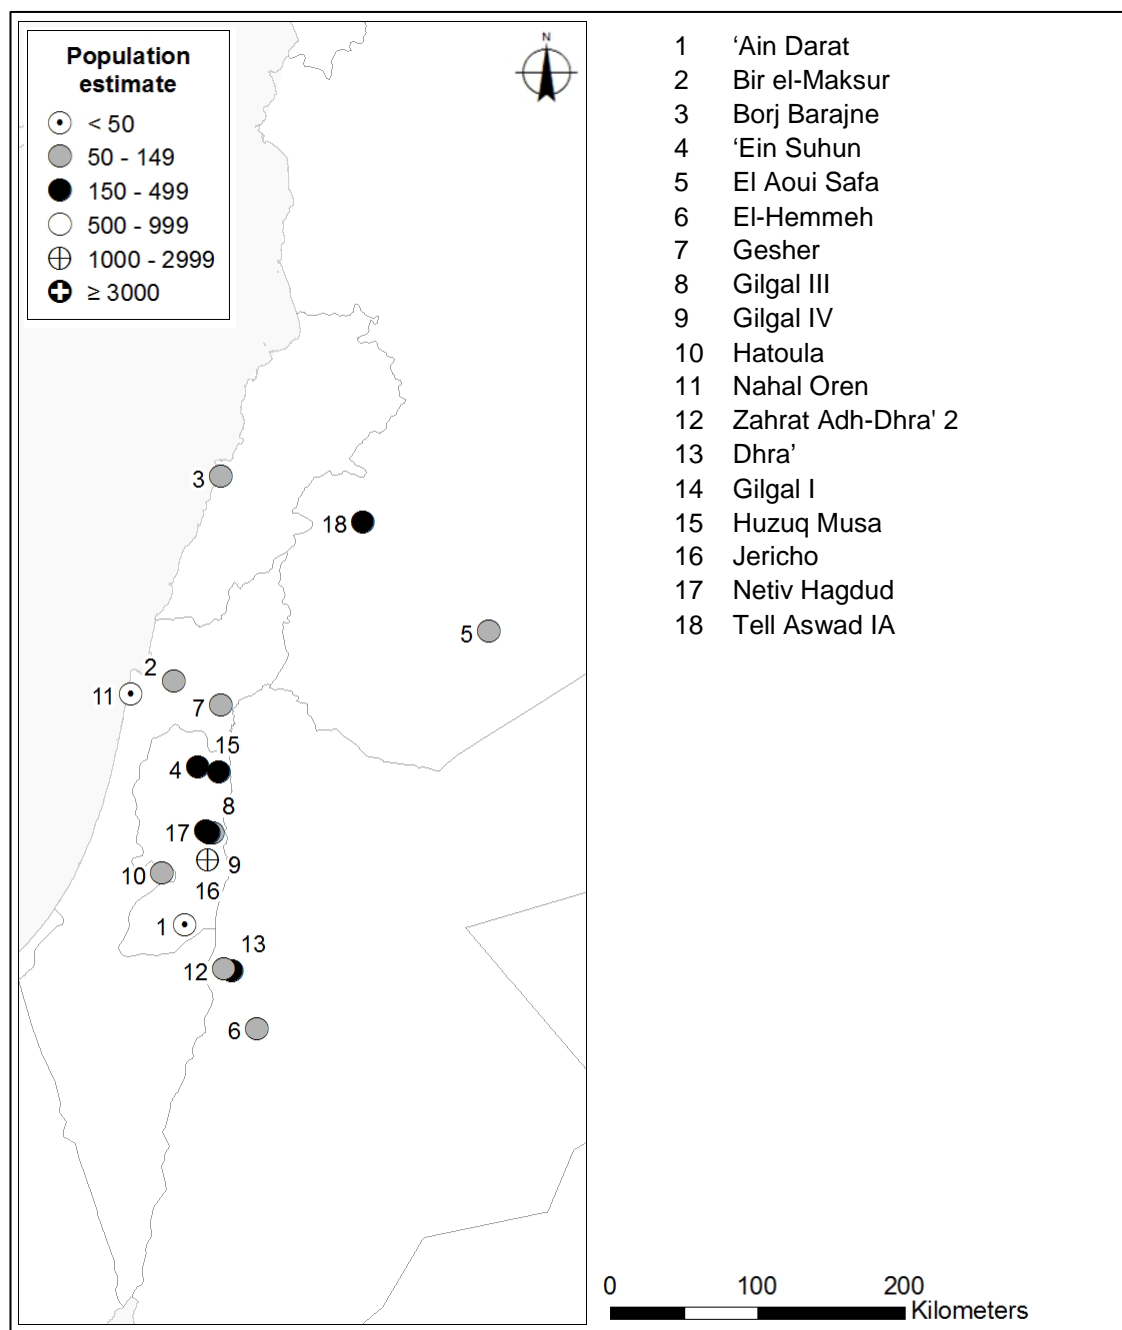 Population
estimate
< 50
50 - 149
150 - 499
500 - 999
1000 - 2999
≥ 3000
N
3
18
5
2
11
7
15
4
8
17
9
10
16
1
13
12
6
1 ‘Ain Darat
2 Bir el-Maksur
3 Borj Barajne
4 ‘Ein Suhun
5 El Aoui Safa
6 El-Hemmeh
7 Gesher
8 Gilgal III
9 Gilgal IV
10 Hatoula
11 Nahal Oren
12 Zahrat Adh-Dhra' 2
13 Dhra’
14 Gilgal I
15 Huzuq Musa
16 Jericho
17 Netiv Hagdud
18 Tell Aswad IA
0 100 200
Kilometers